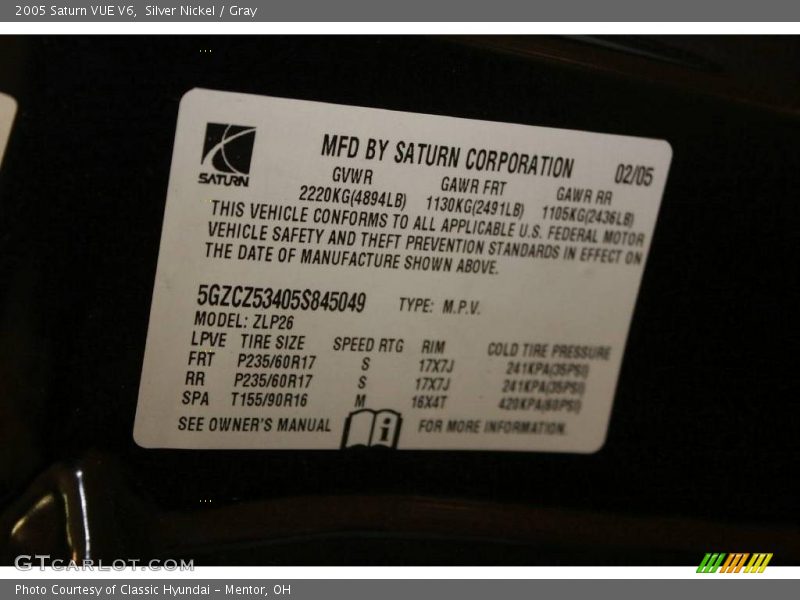 2005 Saturn VUE V6, Silver Nickel / Gray
SATURN
MFD BY SATURN CORPORATION 02/05
GVWR GAWR FRT GAWR RR
2220KG(4894LB) 1130KG(2491LB) 1105KG(2436LB)
THIS VEHICLE CONFORMS TO ALL APPLICABLE U.S. FEDERAL MOTOR
VEHICLE SAFETY AND THEFT PREVENTION STANDARDS IN EFFECT ON
THE DATE OF MANUFACTURE SHOWN ABOVE.
5GZCZ53405S845049 TYPE: M.P.V.
MODEL: ZLP26
LPVE TIRE SIZE SPEED RTG RIM COLD TIRE PRESSURE
FRT P235/60R17 S 17X7J 241KPA(35PSI)
RR P235/60R17 S 17X7J 241KPA(35PSI)
SPA T155/90R16 M 16X4T 420KPA(60PSI)
SEE OWNER'S MANUAL i FOR MORE INFORMATION.
GTCARLOT.COM
Photo Courtesy of Classic Hyundai - Mentor, OH